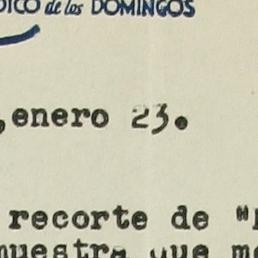 DICO de los DOMINGOS
,enero 23.
recorte de "
muestra que me